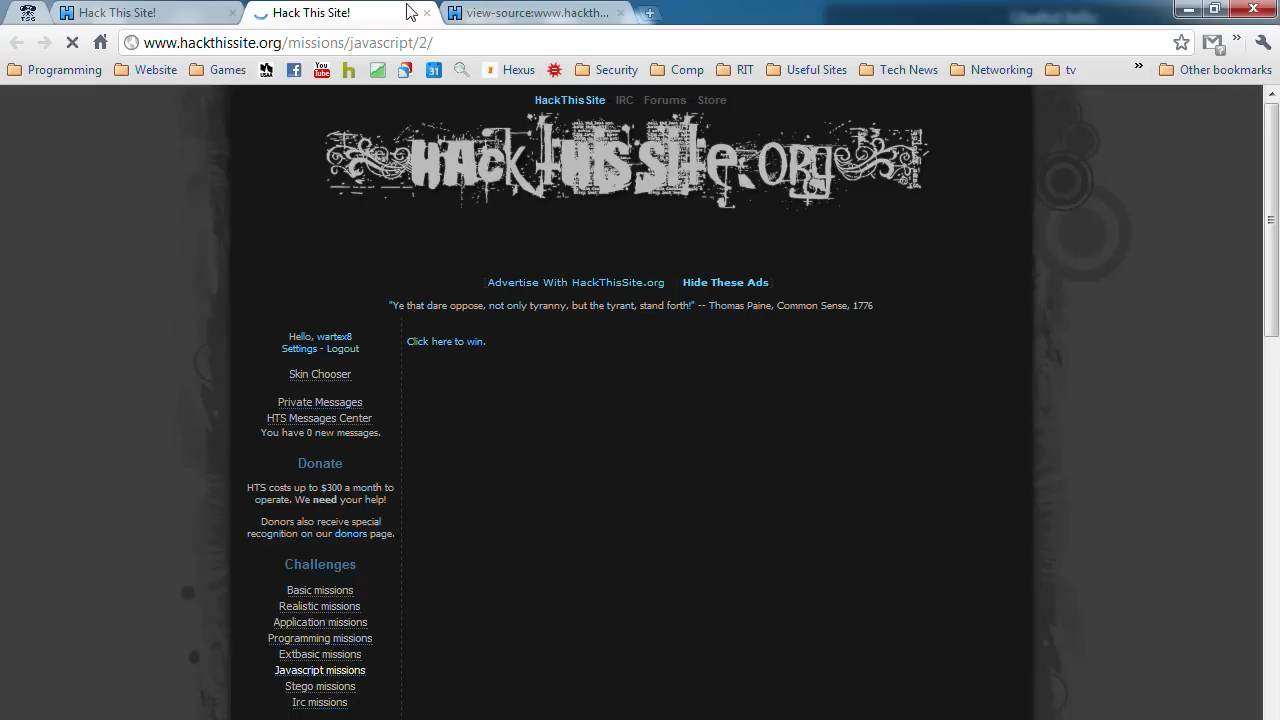 Hack This Site!
Hack This Site!
view-source:www.hackth...
www.hackthissite.org/missions/javascript/2/
Programming
Website
Games
You Tube
31
Hexus
Security
Comp
RIT
Useful Sites
Tech News
Networking
tv
»
Other bookmarks
HackThisSite IRC Forums Store
HACkTHISSITe.ORg
Advertise With HackThisSite.org
Hide These Ads
"Ye that dare oppose, not only tyranny, but the tyrant, stand forth!" -- Thomas Paine, Common Sense, 1776
Hello, wartex8
Settings - Logout
Click here to win.
Skin Chooser
Private Messages
HTS Messages Center
You have 0 new messages.
Donate
HTS costs up to $300 a month to
operate. We need your help!
Donors also receive special
recognition on our donors page.
Challenges
Basic missions
Realistic missions
Application missions
Programming missions
Extbasic missions
Javascript missions
Stego missions
Irc missions